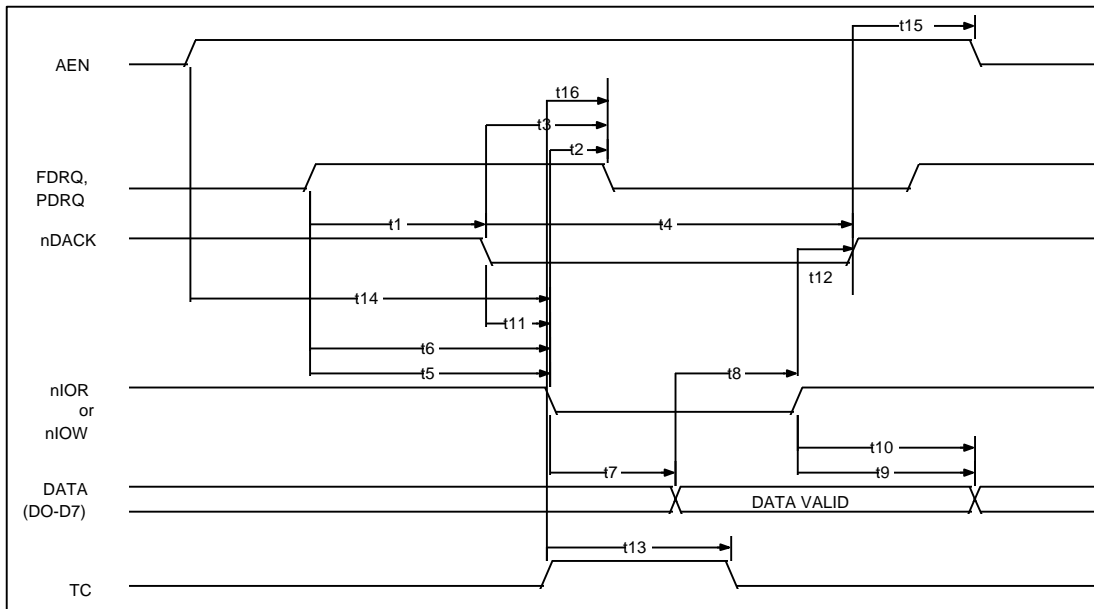 t15
AEN
t16
t3
t2
FDRQ,
PDRQ
t1
t4
nDACK
t12
t14
t11
t6
t5
t8
nIOR
or
nIOW
t10
t7
t9
DATA
(DO-D7)
DATA VALID
t13
TC